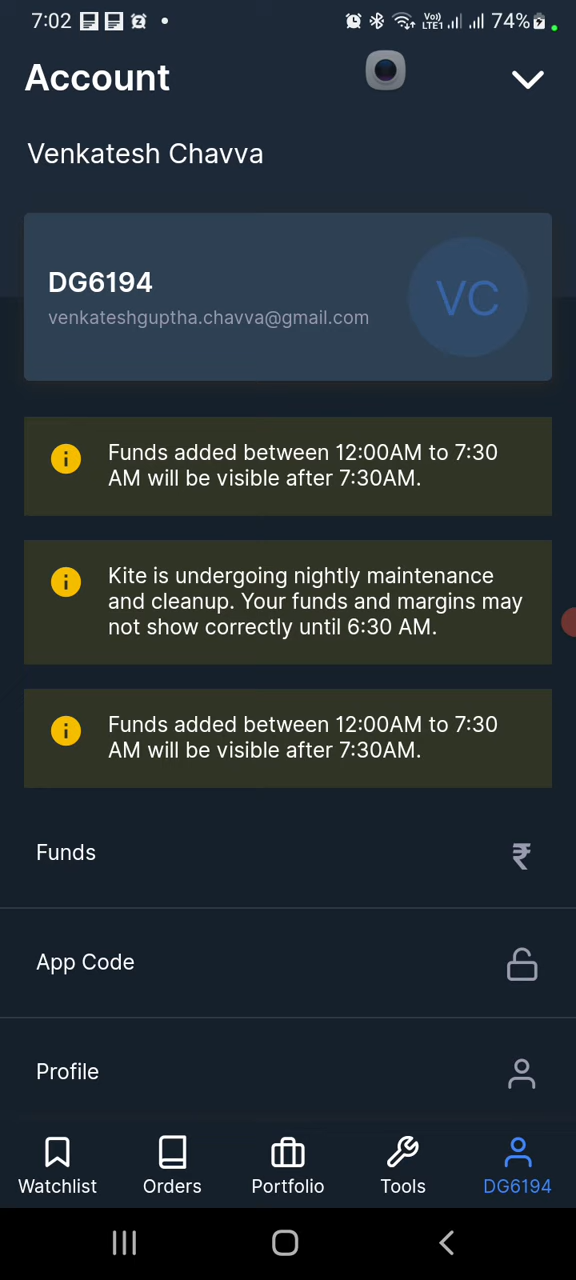 7:02
Vo))
LTE1
74%
Account
Venkatesh Chavva
DG6194
venkateshguptha.chavva@gmail.com
VC
Funds added between 12:00AM to 7:30
AM will be visible after 7:30AM.
Kite is undergoing nightly maintenance
and cleanup. Your funds and margins may
not show correctly until 6:30 AM.
Funds added between 12:00AM to 7:30
AM will be visible after 7:30AM.
Funds ₹
App Code
Profile
Watchlist Orders Portfolio Tools DG6194